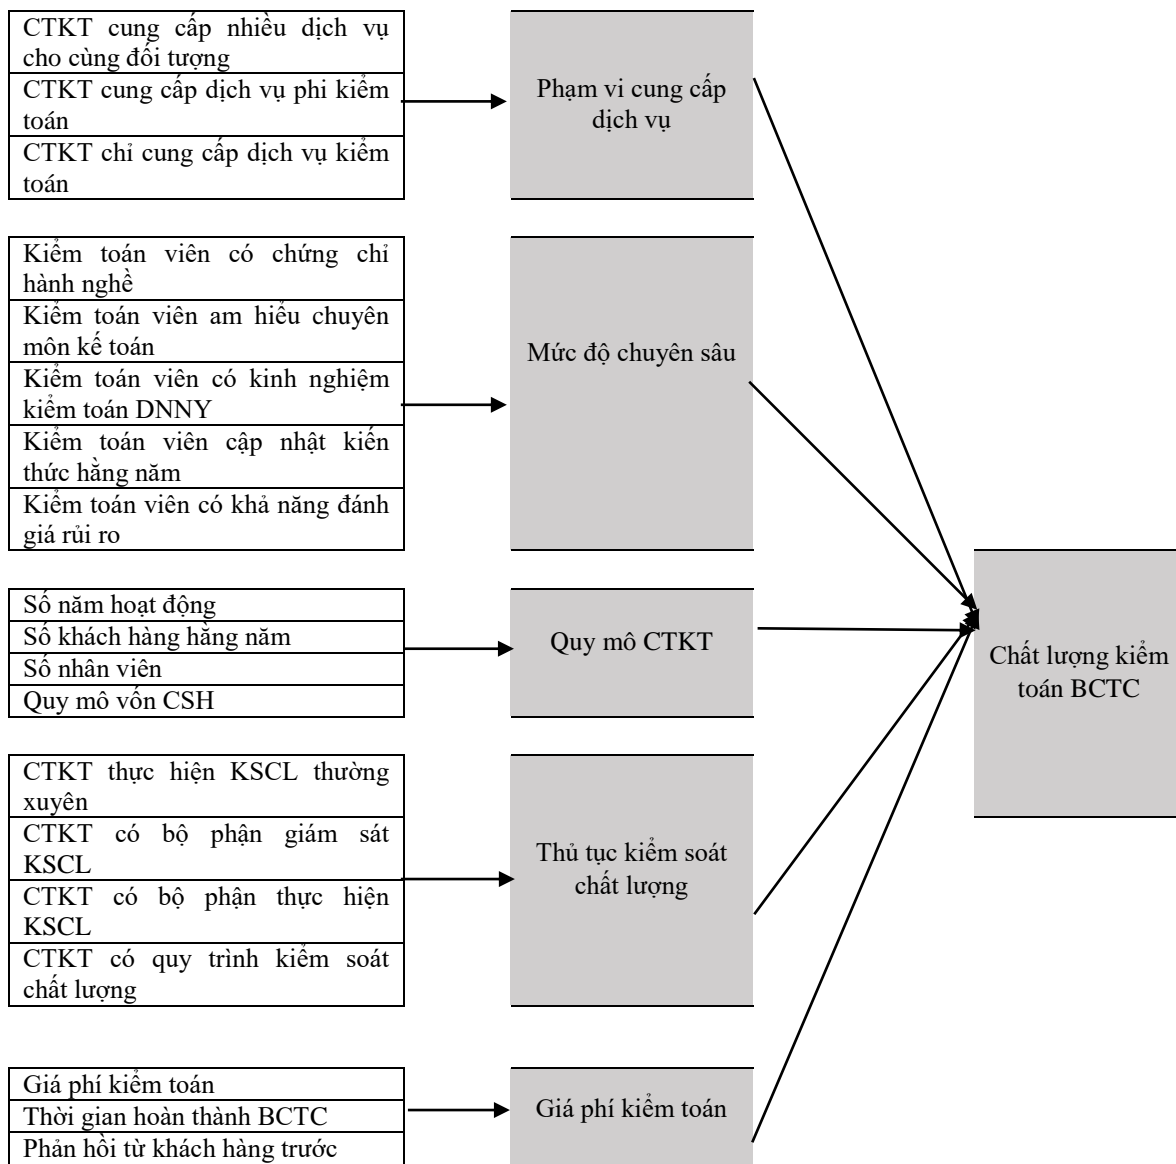 CTKT cung cấp nhiều dịch vụ
cho cùng đối tượng
CTKT cung cấp dịch vụ phi kiểm
toán
CTKT chỉ cung cấp dịch vụ kiểm
toán
Phạm vi cung cấp
dịch vụ
Kiểm toán viên có chứng chỉ
hành nghề
Kiểm toán viên am hiểu chuyên
môn kế toán
Kiểm toán viên có kinh nghiệm
kiểm toán DNNY
Kiểm toán viên cập nhật kiến
thức hằng năm
Kiểm toán viên có khả năng đánh
giá rủi ro
Mức độ chuyên sâu
Số năm hoạt động
Số khách hàng hằng năm
Số nhân viên
Quy mô vốn CSH
Quy mô CTKT
Chất lượng kiểm
toán BCTC
CTKT thực hiện KSCL thường
xuyên
CTKT có bộ phận giám sát
KSCL
CTKT có bộ phận thực hiện
KSCL
CTKT có quy trình kiểm soát
chất lượng
Thủ tục kiểm soát
chất lượng
Giá phí kiểm toán
Thời gian hoàn thành BCTC
Phản hồi từ khách hàng trước
Giá phí kiểm toán